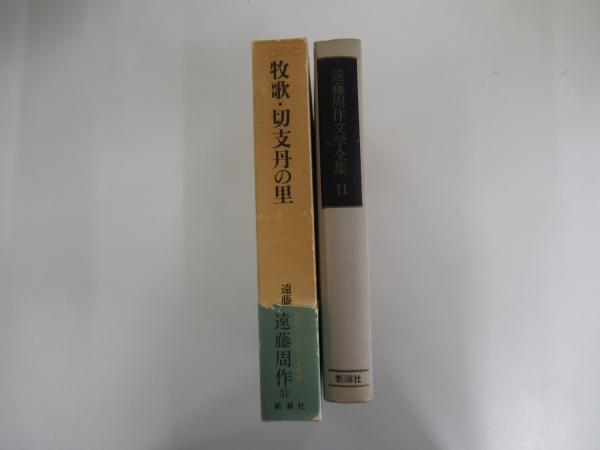 牧歌・切支丹の里
遠藤
遠藤周作
11
新潮社
遠藤周作文学全集
11
新潮社